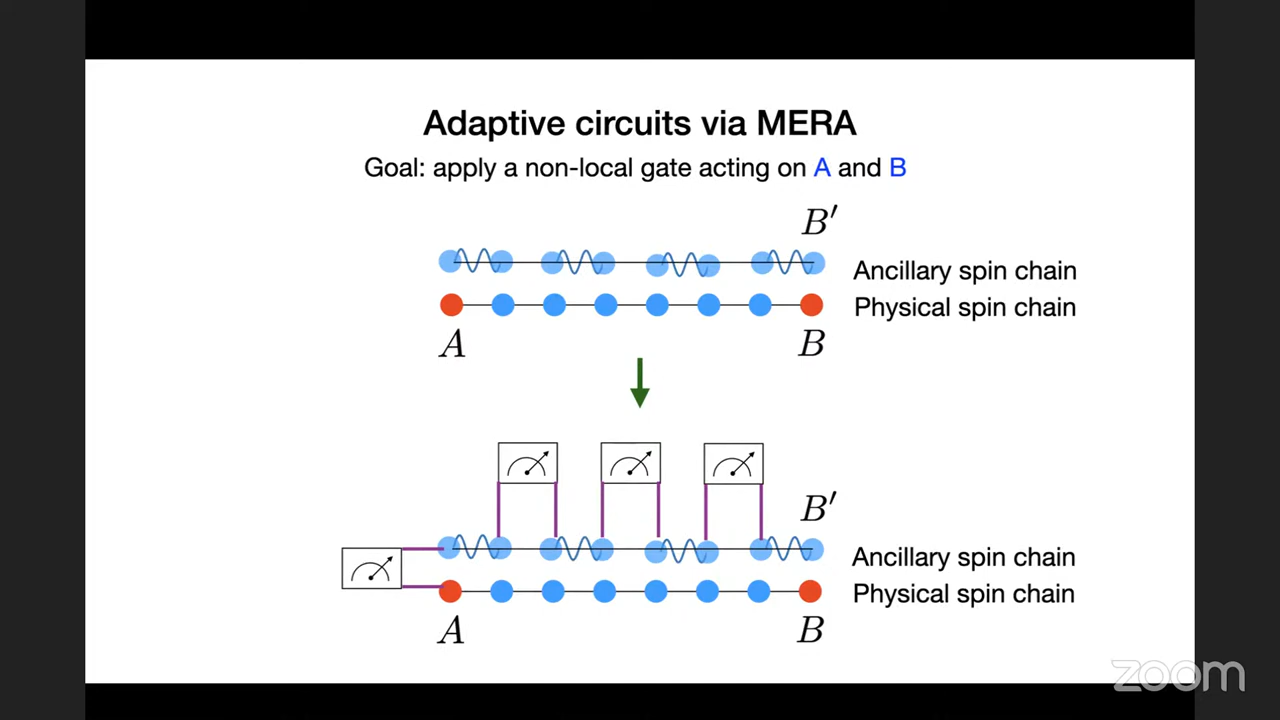 Adaptive circuits via MERA
Goal: apply a non-local gate acting on A and B
B′
Ancillary spin chain
Physical spin chain
A B
B′
Ancillary spin chain
Physical spin chain
A B
zoom